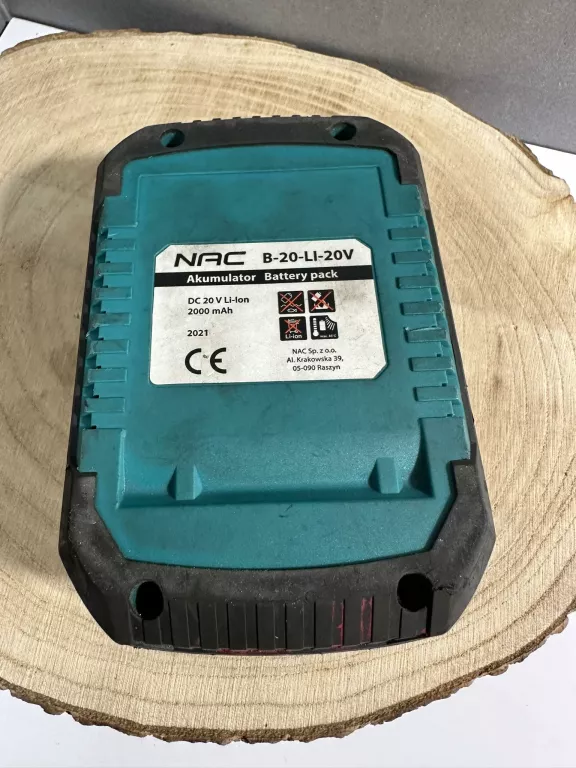 NAC B-20-LI-20V
Akumulator Battery pack
DC 20 V Li-Ion
2000 mAh
2021
Li-ion
CE
NAC Sp. z o.o.
Al. Krakowska 39,
05-090 Raszyn